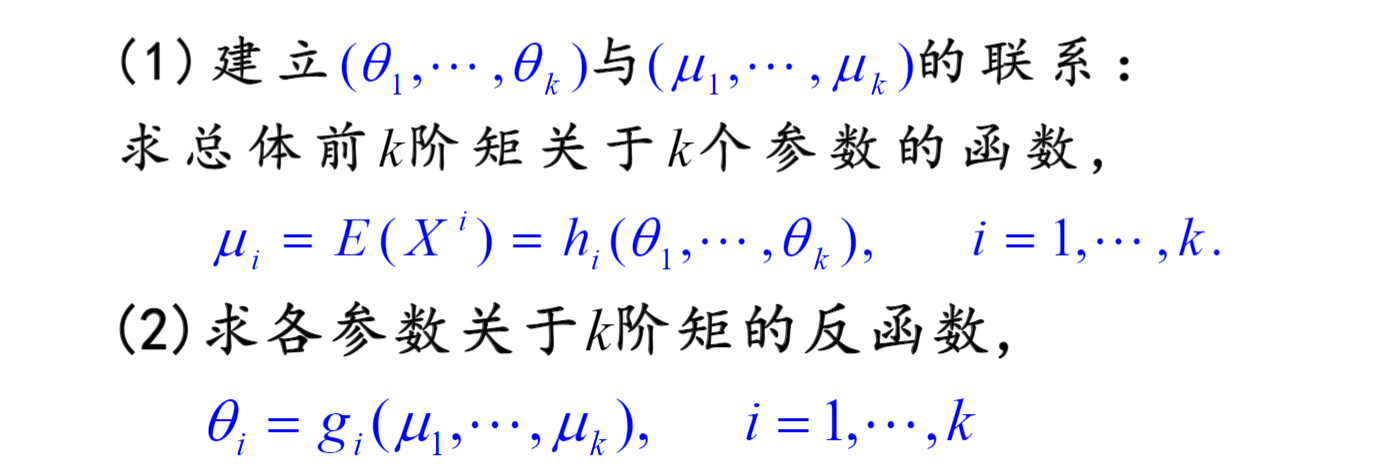 (1)建立(θ₁,⋯,θₖ)与(μ₁,⋯,μₖ)的联系：
求总体前k阶矩关于k个参数的函数，
μᵢ = E(Xⁱ) = hᵢ(θ₁,⋯,θₖ), i = 1,⋯,k.
(2)求各参数关于k阶矩的反函数，
θᵢ = gᵢ(μ₁,⋯,μₖ), i = 1,⋯,k